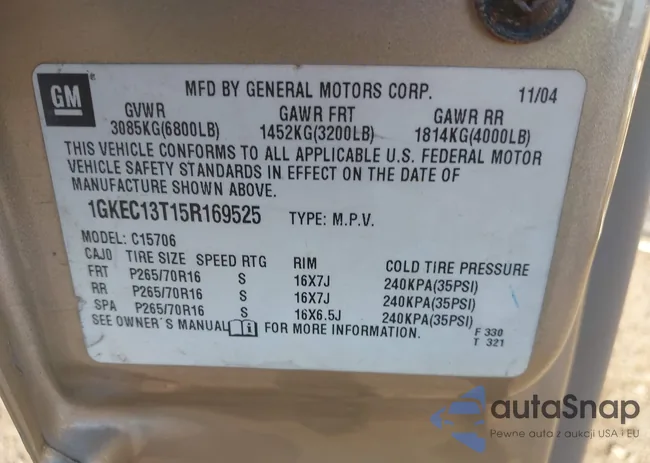 GM
MFD BY GENERAL MOTORS CORP. 11/04
GVWR GAWR FRT GAWR RR
3085KG(6800LB) 1452KG(3200LB) 1814KG(4000LB)
THIS VEHICLE CONFORMS TO ALL APPLICABLE U.S. FEDERAL MOTOR
VEHICLE SAFETY STANDARDS IN EFFECT ON THE DATE OF
MANUFACTURE SHOWN ABOVE.
1GKEC13T15R169525 TYPE: M.P.V.
MODEL: C15706
CAJO TIRE SIZE SPEED RTG RIM COLD TIRE PRESSURE
FRT P265/70R16 S 16X7J 240KPA(35PSI)
RR P265/70R16 S 16X7J 240KPA(35PSI)
SPA P265/70R16 S 16X6.5J 240KPA(35PSI)
SEE OWNER'S MANUAL i FOR MORE INFORMATION. F 330
T 321
autaSnap
Pewne auta z aukcji USA i EU